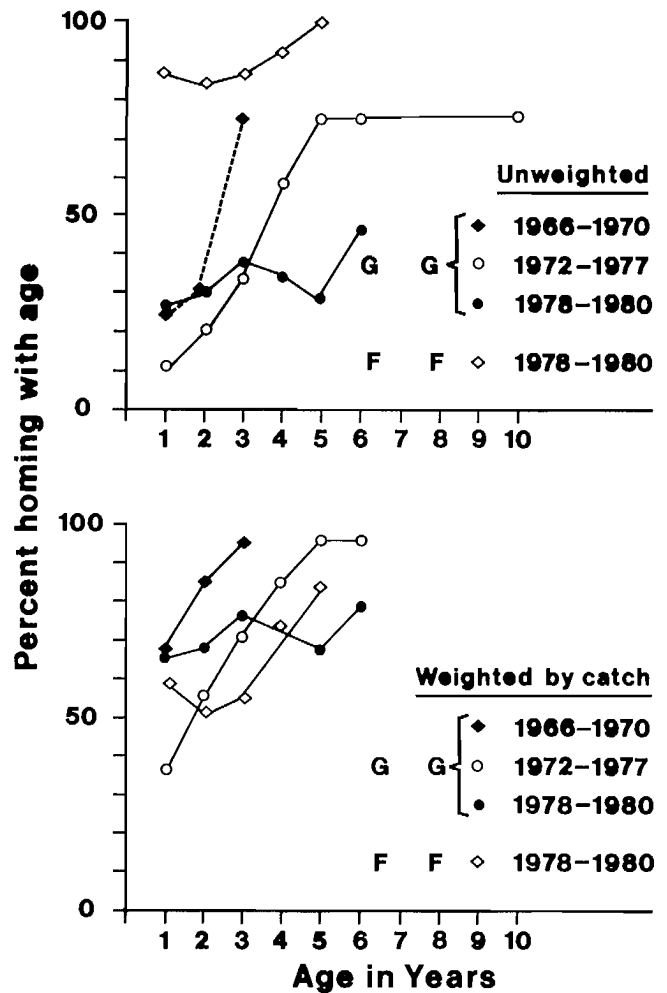 Percent homing with age
100
50
0
1 2 3 4 5 6 7 8 9 10
Unweighted
1966–1970
G G 1972–1977
1978–1980
F F 1978–1980
100
50
0
1 2 3 4 5 6 7 8 9 10
Weighted by catch
1966–1970
G G 1972–1977
1978–1980
F F 1978–1980
Age in Years